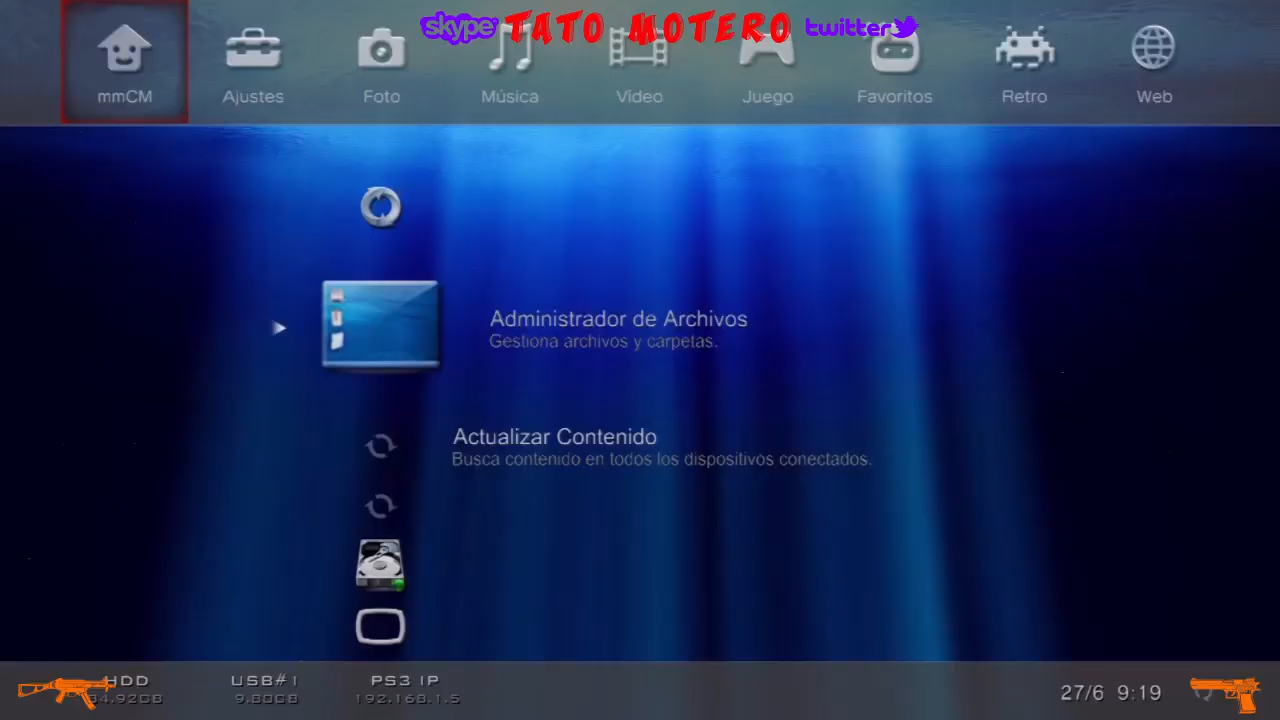 skype TATO MOTERO twitter
mmCM Ajustes Foto Música Vídeo Juego Favoritos Retro Web
Administrador de Archivos
Gestiona archivos y carpetas.
Actualizar Contenido
Busca contenido en todos los dispositivos conectados.
HDD USB#1 PS3 IP
9.80GB 192.168.1.5
27/6 9:19